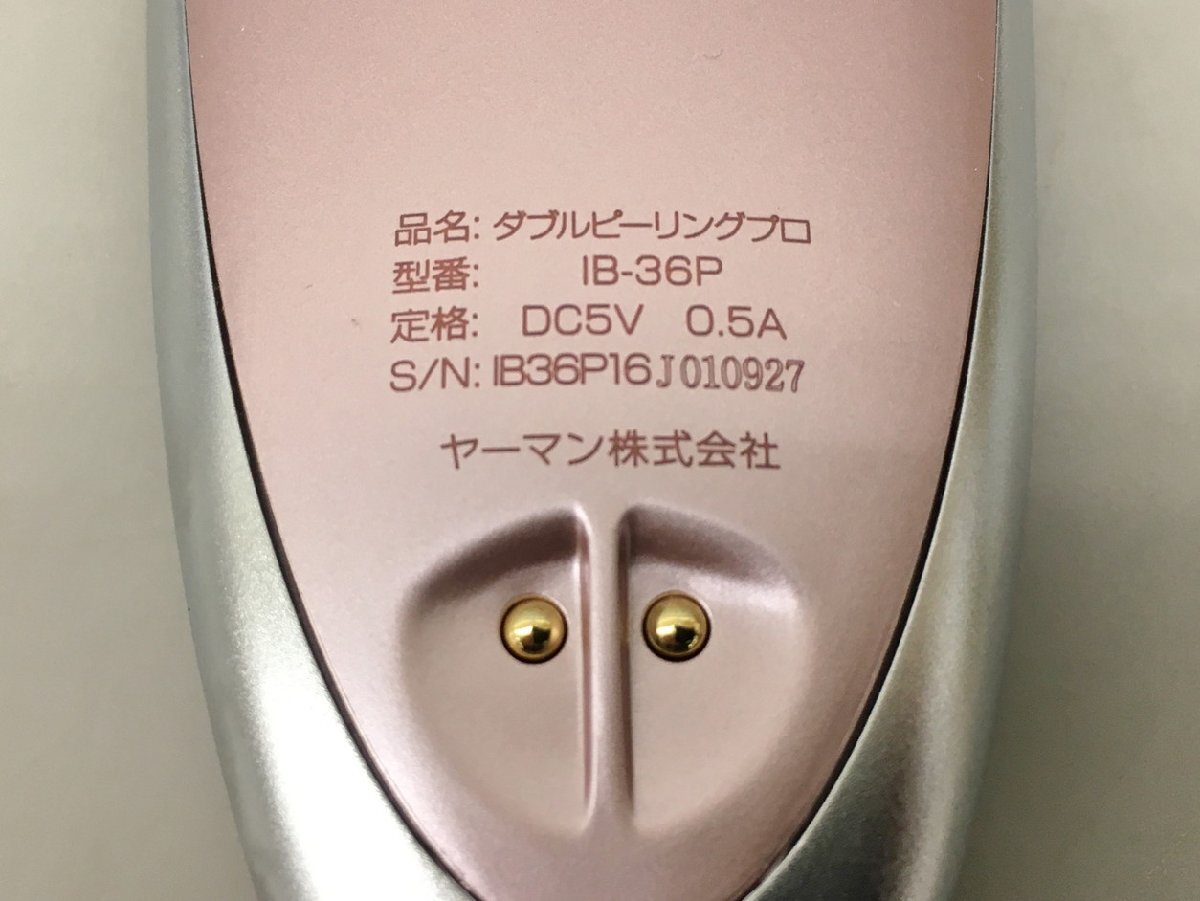 品名: ダブルピーリングプロ
型番: IB-36P
定格: DC5V 0.5A
S/N: IB36P16J010927
ヤーマン株式会社